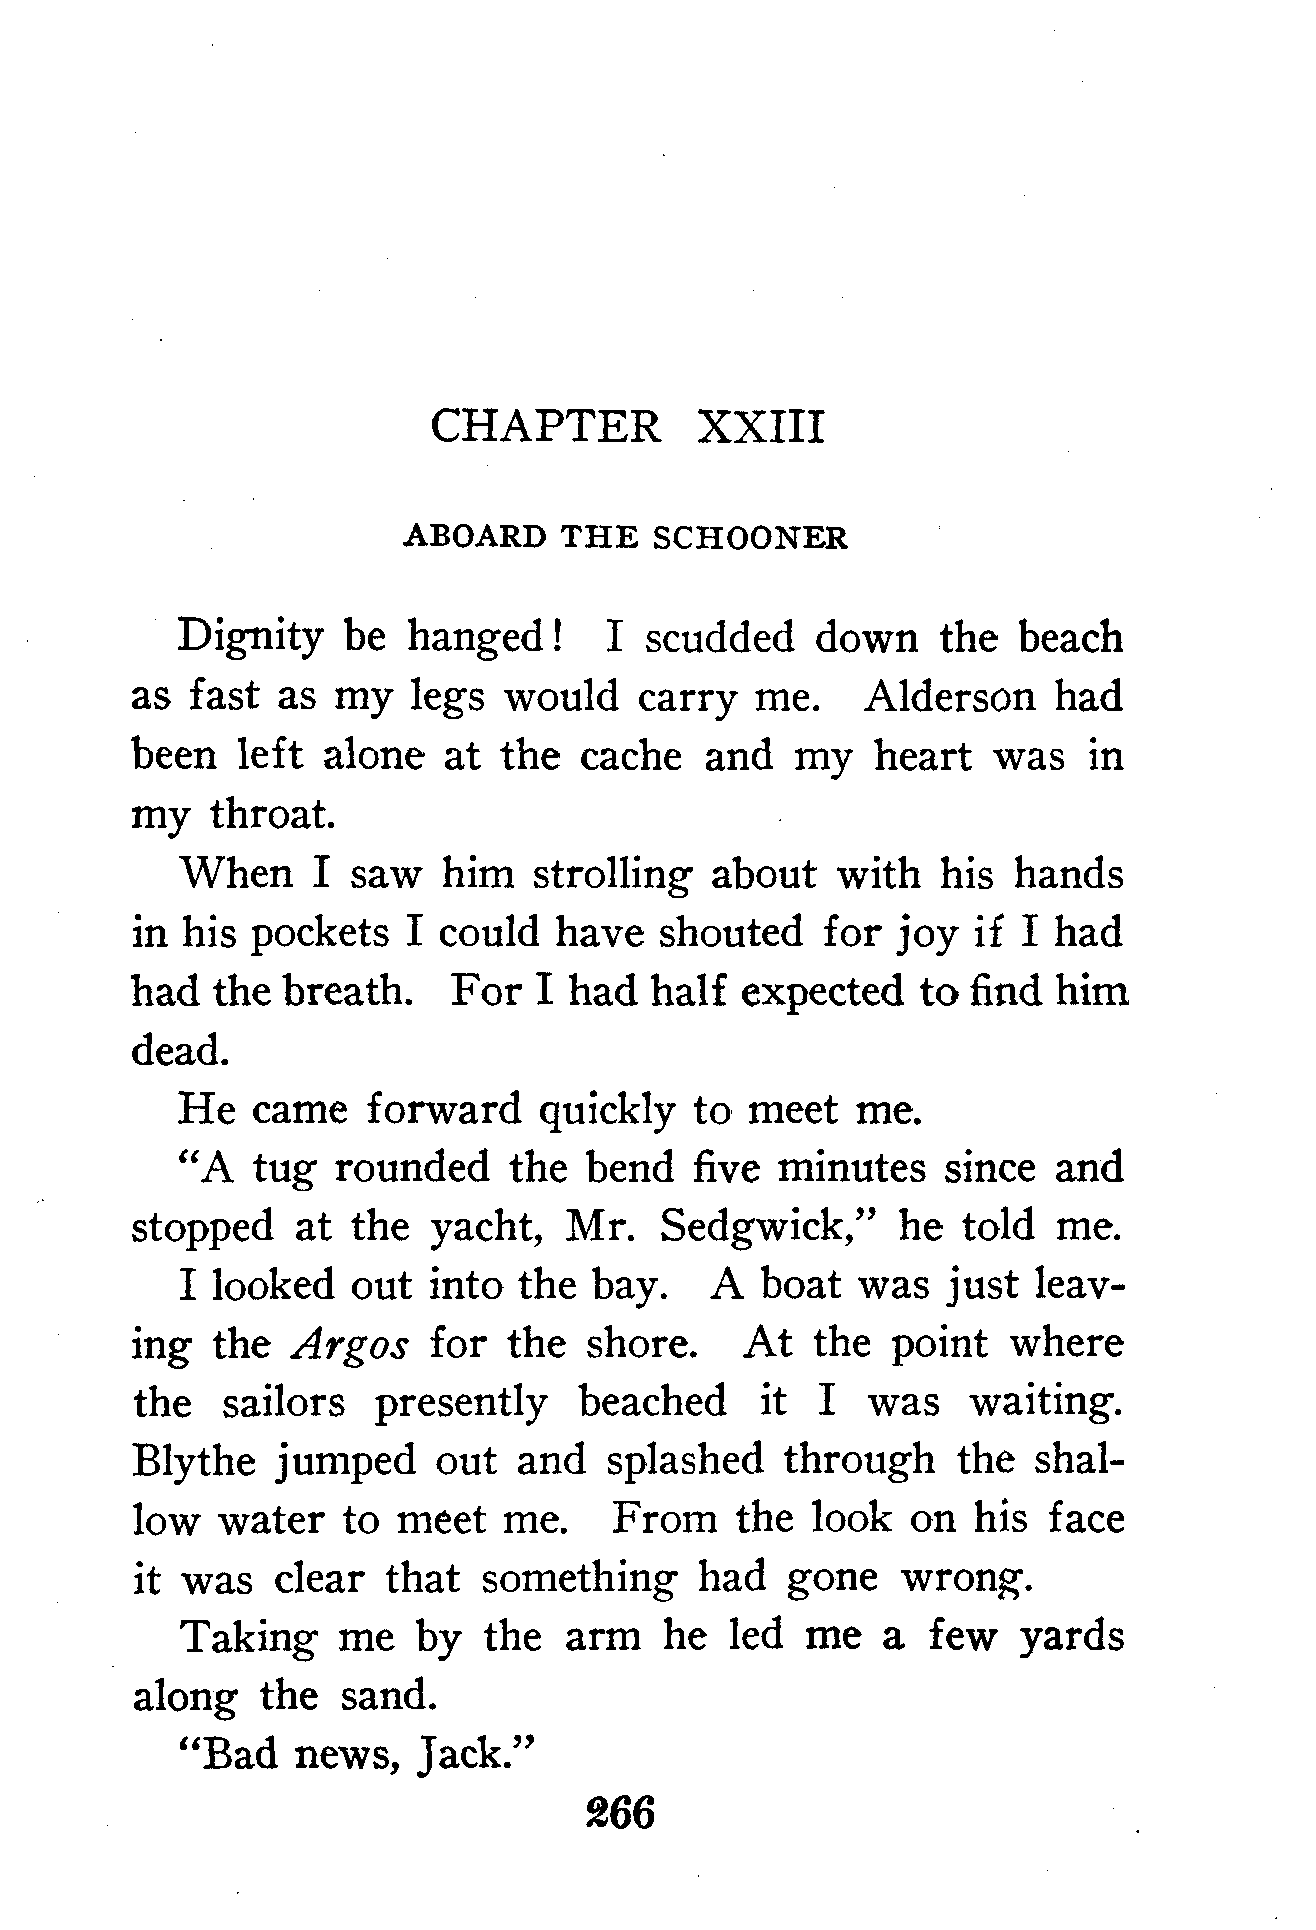 CHAPTER XXIII
ABOARD THE SCHOONER
Dignity be hanged! I scudded down the beach
as fast as my legs would carry me. Alderson had
been left alone at the cache and my heart was in
my throat.
When I saw him strolling about with his hands
in his pockets I could have shouted for joy if I had
had the breath. For I had half expected to find him
dead.
He came forward quickly to meet me.
“A tug rounded the bend five minutes since and
stopped at the yacht, Mr. Sedgwick,” he told me.
I looked out into the bay. A boat was just leav-
ing the Argos for the shore. At the point where
the sailors presently beached it I was waiting.
Blythe jumped out and splashed through the shal-
low water to meet me. From the look on his face
it was clear that something had gone wrong.
Taking me by the arm he led me a few yards
along the sand.
“Bad news, Jack.”
266